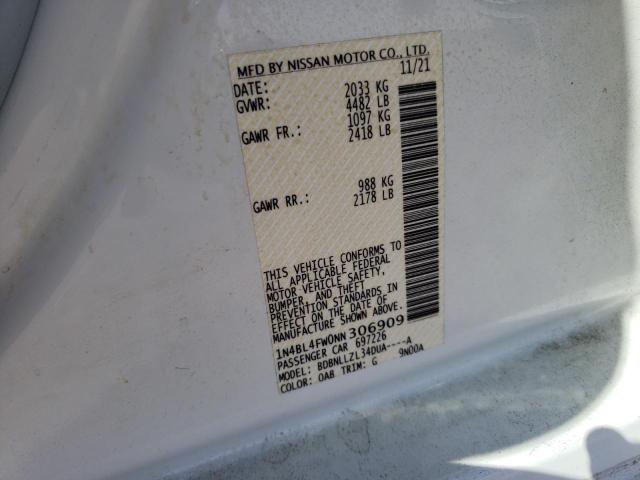 MFD BY NISSAN MOTOR CO., LTD.
DATE: 11/21
GVWR: 2033 KG
4482 LB
GAWR FR.: 1097 KG
2418 LB
GAWR RR.: 988 KG
2178 LB
THIS VEHICLE CONFORMS TO
ALL APPLICABLE FEDERAL
MOTOR VEHICLE SAFETY,
BUMPER, AND THEFT
PREVENTION STANDARDS IN
EFFECT ON THE DATE OF
MANUFACTURE SHOWN ABOVE.
1N4BL4FW0NN306909
PASSENGER CAR 697226
MODEL: BDBNLLZL34DUA----A
COLOR: QAB TRIM: G 9N00A